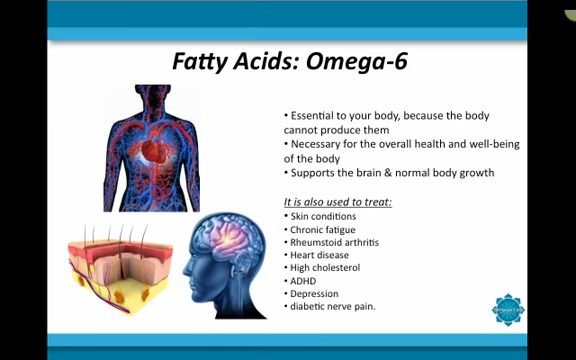 Fatty Acids: Omega-6
• Essential to your body, because the body
cannot produce them
• Necessary for the overall health and well-being
of the body
• Supports the brain & normal body growth
It is also used to treat:
• Skin conditions
• Chronic fatigue
• Rheumstoid arthritis
• Heart disease
• High cholesterol
• ADHD
• Depression
• diabetic nerve pain.